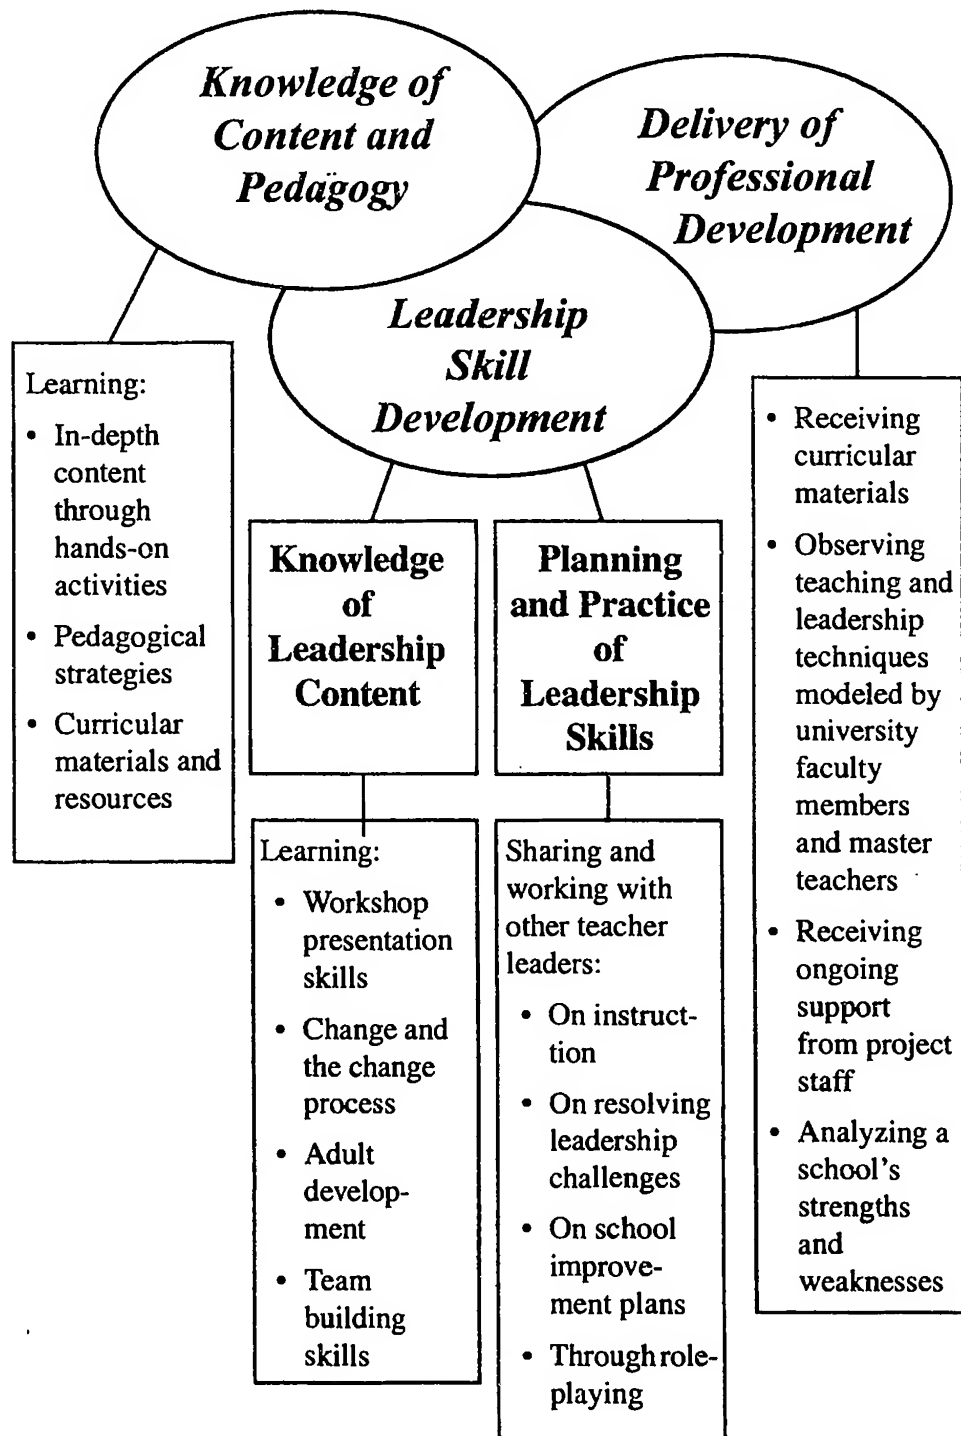 Knowledge of
Content and
Pedagogy
Delivery of
Professional
Development
Leadership
Skill
Development
Learning:
• In-depth
content
through
hands-on
activities
• Pedagogical
strategies
• Curricular
materials and
resources
Knowledge
of
Leadership
Content
Learning:
• Workshop
presentation
skills
• Change and
the change
process
• Adult
develop-
ment
• Team
building
skills
Planning
and Practice
of
Leadership
Skills
Sharing and
working with
other teacher
leaders:
• On instruc-
tion
• On resolving
leadership
challenges
• On school
improve-
ment plans
• Through role-
playing
• Receiving
curricular
materials
• Observing
teaching and
leadership
techniques
modeled by
university
faculty
members
and master
teachers
• Receiving
ongoing
support
from project
staff
• Analyzing a
school's
strengths
and
weaknesses